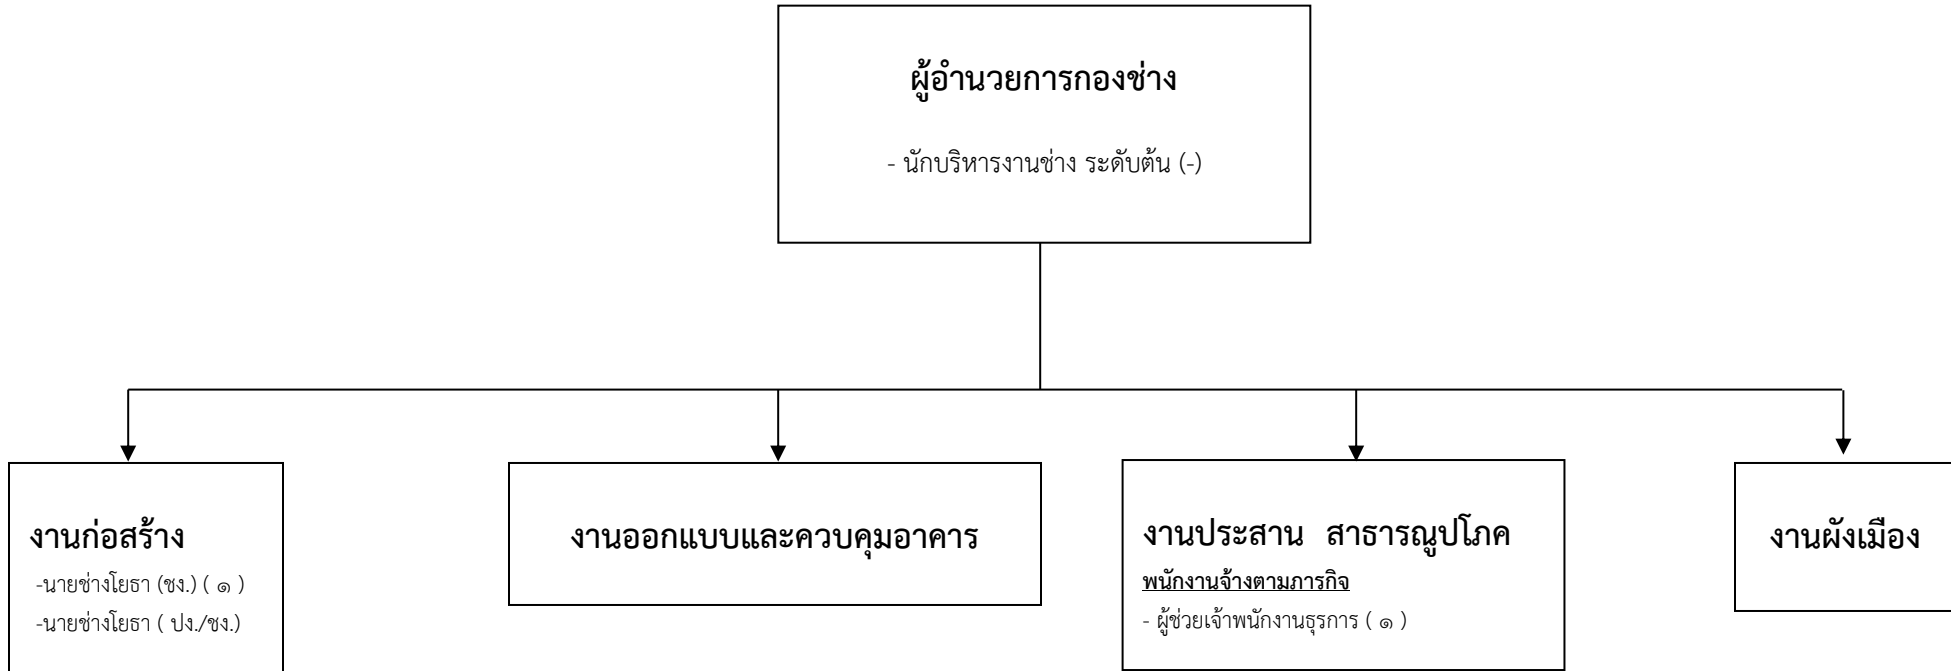 ผู้อำนวยการกองช่าง
- นักบริหารงานช่าง ระดับต้น (-)
งานก่อสร้าง
-นายช่างโยธา (ชง.) ( ๑ )
-นายช่างโยธา ( ปง./ชง.)
งานออกแบบและควบคุมอาคาร
งานประสาน สาธารณูปโภค
พนักงานจ้างตามภารกิจ
- ผู้ช่วยเจ้าพนักงานธุรการ ( ๑ )
งานผังเมือง